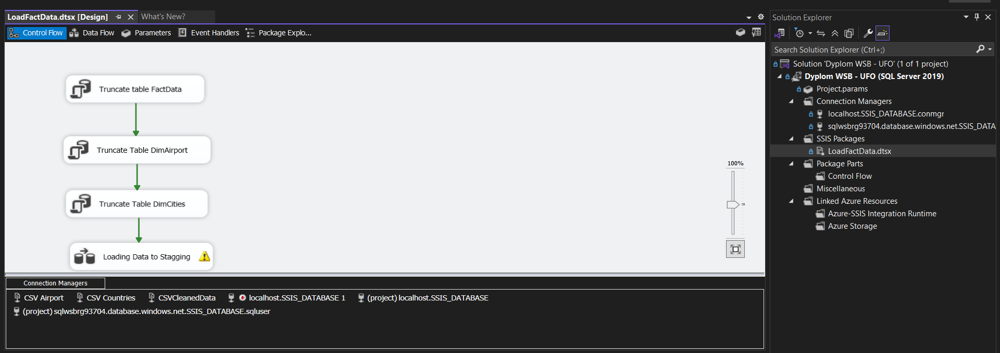 LoadFactData.dtsx [Design]
What's New?
Control Flow
Data Flow
Parameters
Event Handlers
Package Explo...
Truncate table FactData
Truncate Table DimAirport
Truncate Table DimCities
Loading Data to Stagging
100%
Connection Managers
CSV Airport
CSV Countries
CSVCleanedData
localhost.SSIS_DATABASE 1
(project) localhost.SSIS_DATABASE
(project) sqlwsbrg93704.database.windows.net.SSIS_DATABASE.sqluser
Solution Explorer
Search Solution Explorer (Ctrl+;)
Solution 'Dyplom WSB - UFO' (1 of 1 project)
Dyplom WSB - UFO (SQL Server 2019)
Project.params
Connection Managers
localhost.SSIS_DATABASE.conmgr
sqlwsbrg93704.database.windows.net.SSIS_DATA
SSIS Packages
LoadFactData.dtsx
Package Parts
Control Flow
Miscellaneous
Linked Azure Resources
Azure-SSIS Integration Runtime
Azure Storage